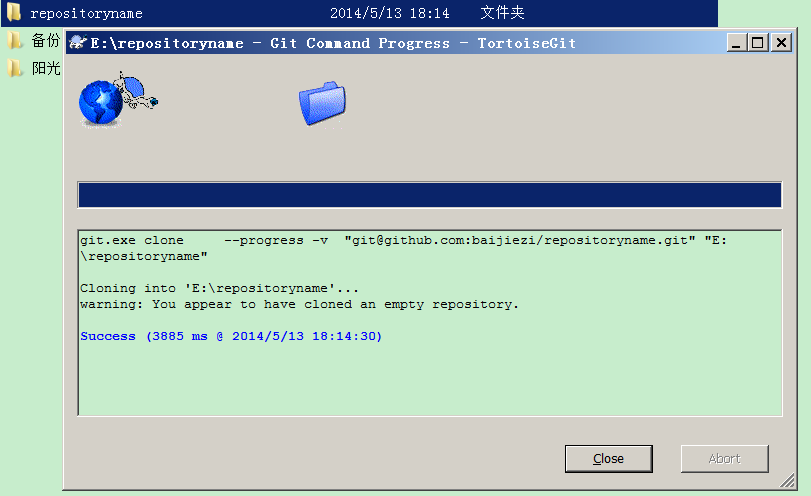 repositoryname 2014/5/13 18:14 文件夹
备份
阳光
E:\repositoryname - Git Command Progress - TortoiseGit
git.exe clone --progress -v "git@github.com:baijiezi/repositoryname.git" "E:
\repositoryname"
Cloning into 'E:\repositoryname'...
warning: You appear to have cloned an empty repository.
Success (3885 ms @ 2014/5/13 18:14:30)
Close Abort